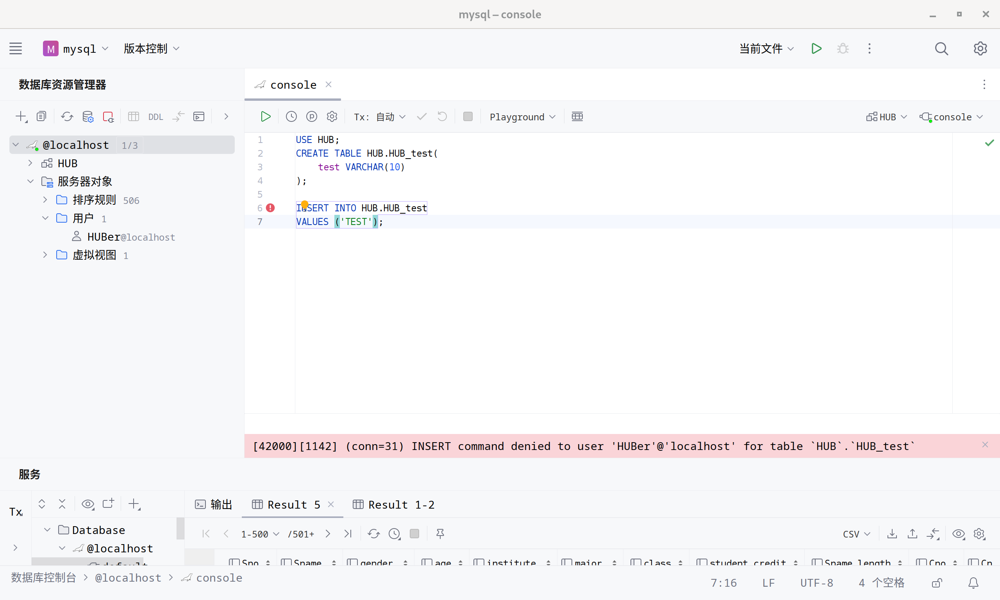 mysql – console
M mysql 版本控制 当前文件
数据库资源管理器
console
DDL
Tx: 自动 Playground HUB console
@localhost 1/3
HUB
服务器对象
排序规则 506
用户 1
HUBer@localhost
虚拟视图 1
1 USE HUB;
2 CREATE TABLE HUB.HUB_test(
3 test VARCHAR(10)
4 );
5
6 INSERT INTO HUB.HUB_test
7 VALUES ('TEST');
[42000][1142] (conn=31) INSERT command denied to user 'HUBer'@'localhost' for table `HUB`.`HUB_test`
服务
Tx
输出 Result 5 Result 1-2
Database
@localhost
default
1-500 /501+ CSV
Sno Sname gender age institute major class student_credit Sname_length Cno Cn
数据库控制台 @localhost console
7:16 LF UTF-8 4 个空格